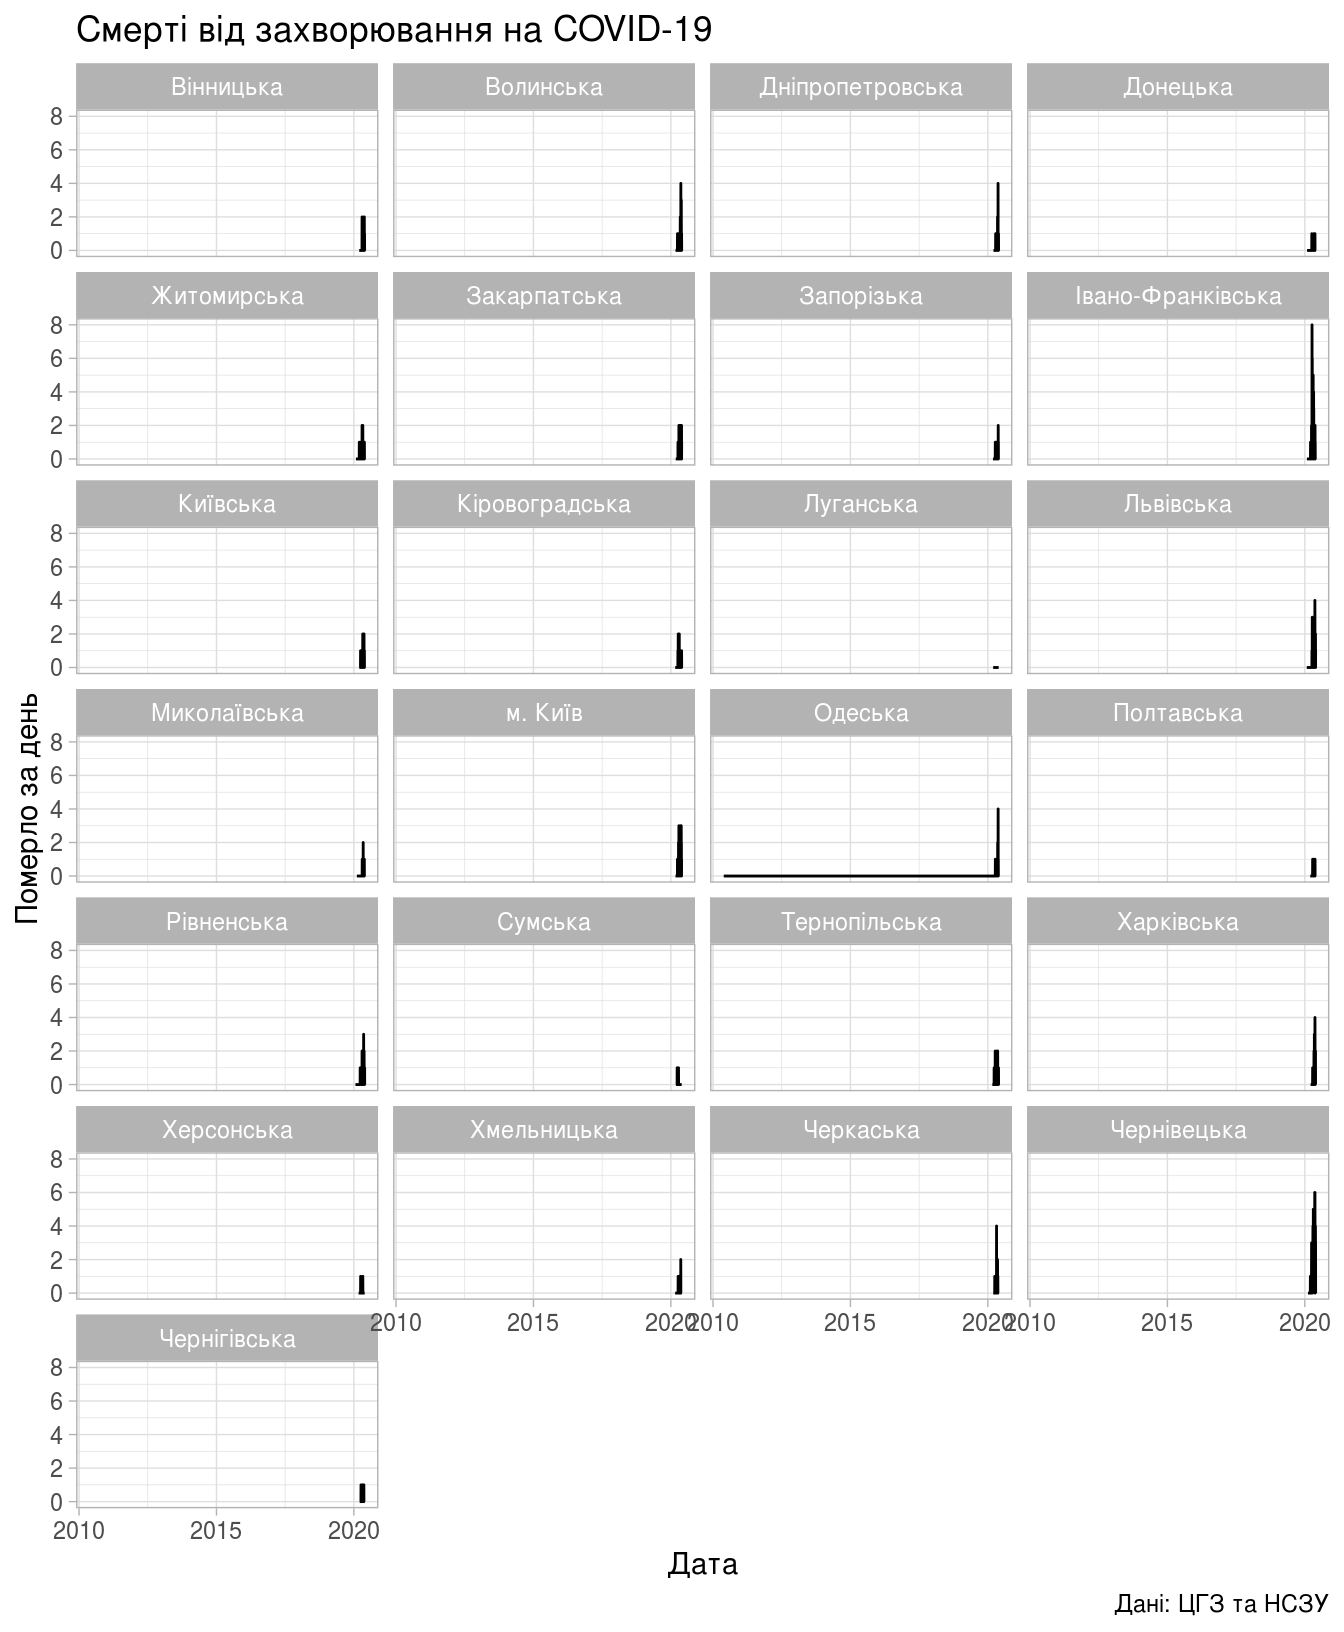 Смерті від захворювання на COVID-19
Вінницька Волинська Дніпропетровська Донецька
8
6
4
2
0
Житомирська Закарпатська Запорізька Івано-Франківська
8
6
4
2
0
Київська Кіровоградська Луганська Львівська
8
6
4
2
0
Миколаївська м. Київ Одеська Полтавська
8
6
4
2
0
Померло за день
Рівненська Сумська Тернопільська Харківська
8
6
4
2
0
Херсонська Хмельницька Черкаська Чернівецька
8
6
4
2
0
2010 2015 2020 2010 2015 2020 2010 2015 2020
Чернігівська
8
6
4
2
0
2010 2015 2020
Дата
Дані: ЦГЗ та НСЗУ